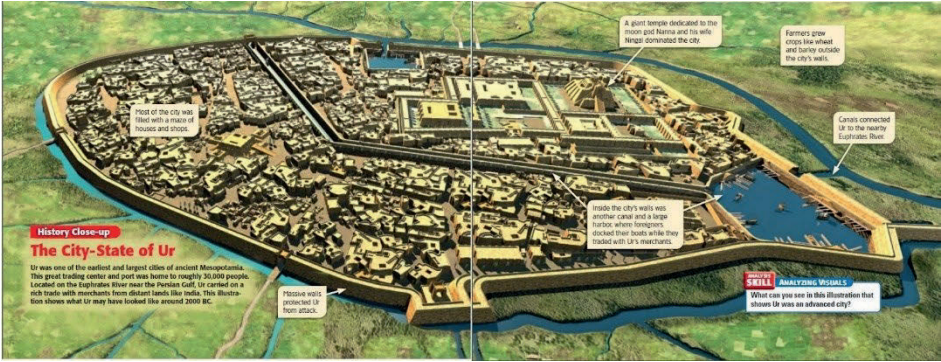 A giant temple dedicated to the
moon god Nanna and his wife
Ningal dominated the city.
Farmers grew
crops like wheat
and barley outside
the city's walls.
Most of the city was
filled with a maze of
houses and shops.
Canals connected
Ur to the nearby
Euphrates River.
Inside the city's walls was
another canal and a large
harbor where foreigners
docked their boats while they
traded with Ur's merchants.
History Close-up
The City-State of Ur
Ur was one of the earliest and largest cities of ancient Mesopotamia.
This great trading center and port was home to roughly 30,000 people.
Located on the Euphrates River near the Persian Gulf, Ur carried on a
rich trade with merchants from distant lands like India. This illustra-
tion shows what Ur may have looked like around 2000 BC.
Massive walls
protected Ur
from attack.
ANALYSIS
SKILL ANALYZING VISUALS
What can you see in this illustration that
shows Ur was an advanced city?